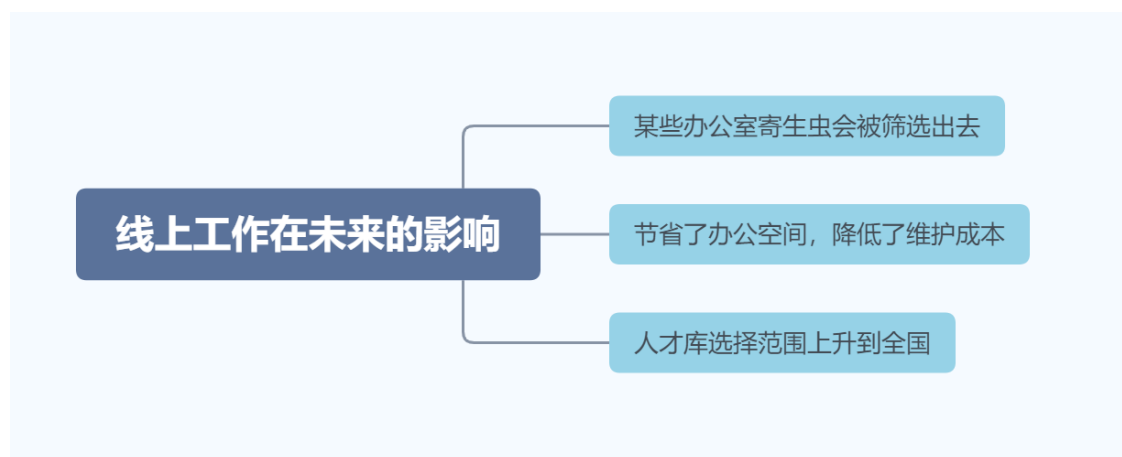 某些办公室寄生虫会被筛选出去
线上工作在未来的影响
节省了办公空间，降低了维护成本
人才库选择范围上升到全国